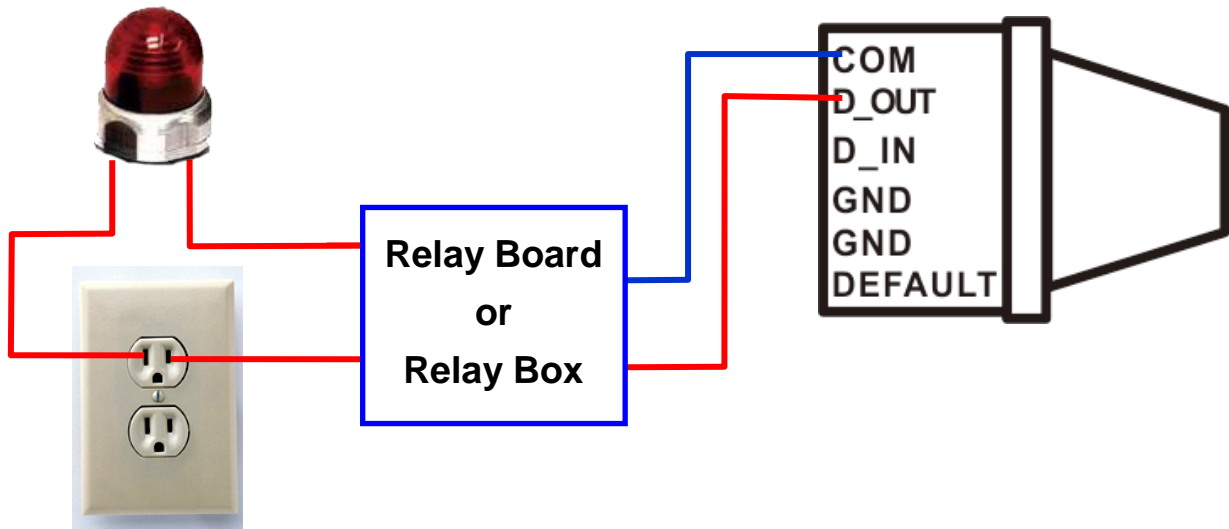 Relay Board
or
Relay Box
COM
D_OUT
D_IN
GND
GND
DEFAULT